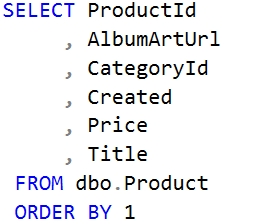 SELECT ProductId
, AlbumArtUrl
, CategoryId
, Created
, Price
, Title
FROM dbo.Product
ORDER BY 1